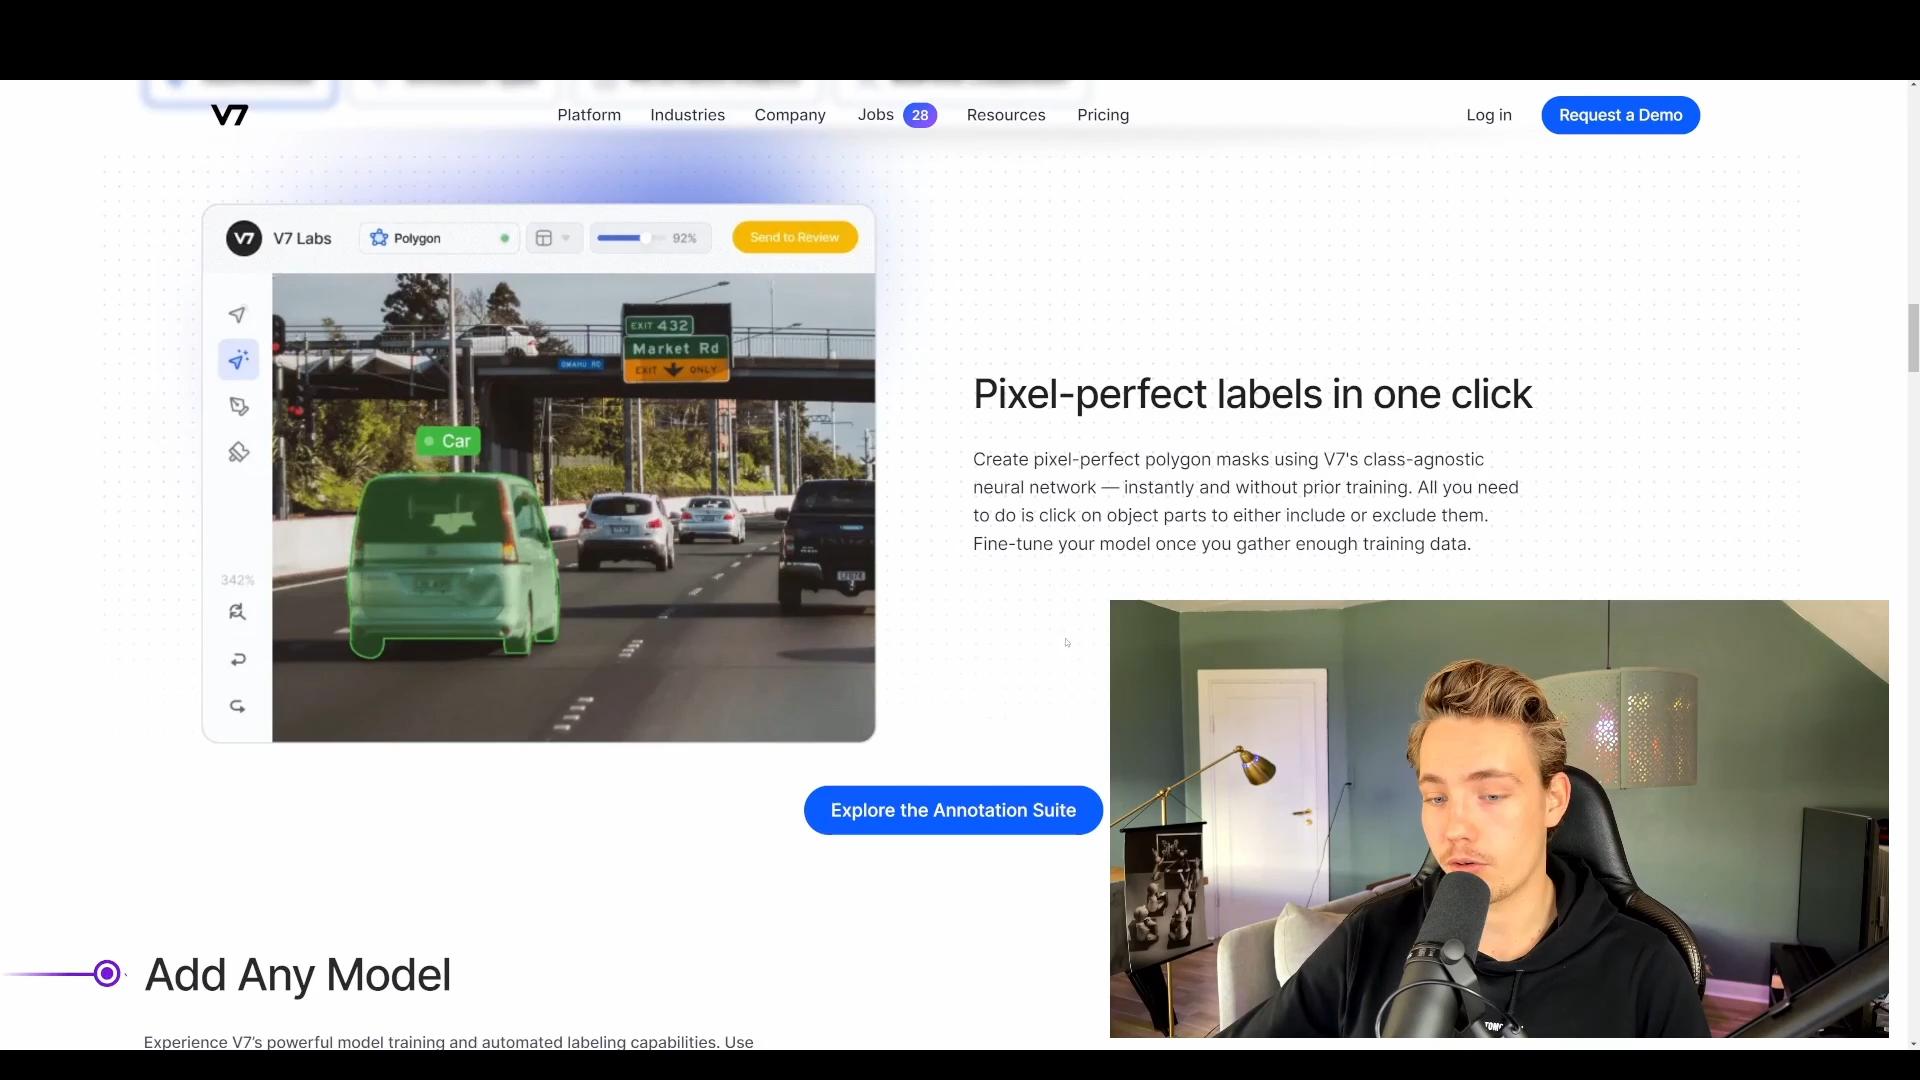 V7
Platform
Industries
Company
Jobs 28
Resources
Pricing
Log in
Request a Demo
V7 V7 Labs
Polygon
92%
Send to Review
EXIT 432
Market Rd
EXIT ONLY
OMAHU RD
Car
342%
Pixel-perfect labels in one click
Create pixel-perfect polygon masks using V7's class-agnostic
neural network — instantly and without prior training. All you need
to do is click on object parts to either include or exclude them.
Fine-tune your model once you gather enough training data.
Explore the Annotation Suite
Add Any Model
Experience V7's powerful model training and automated labeling capabilities. Use